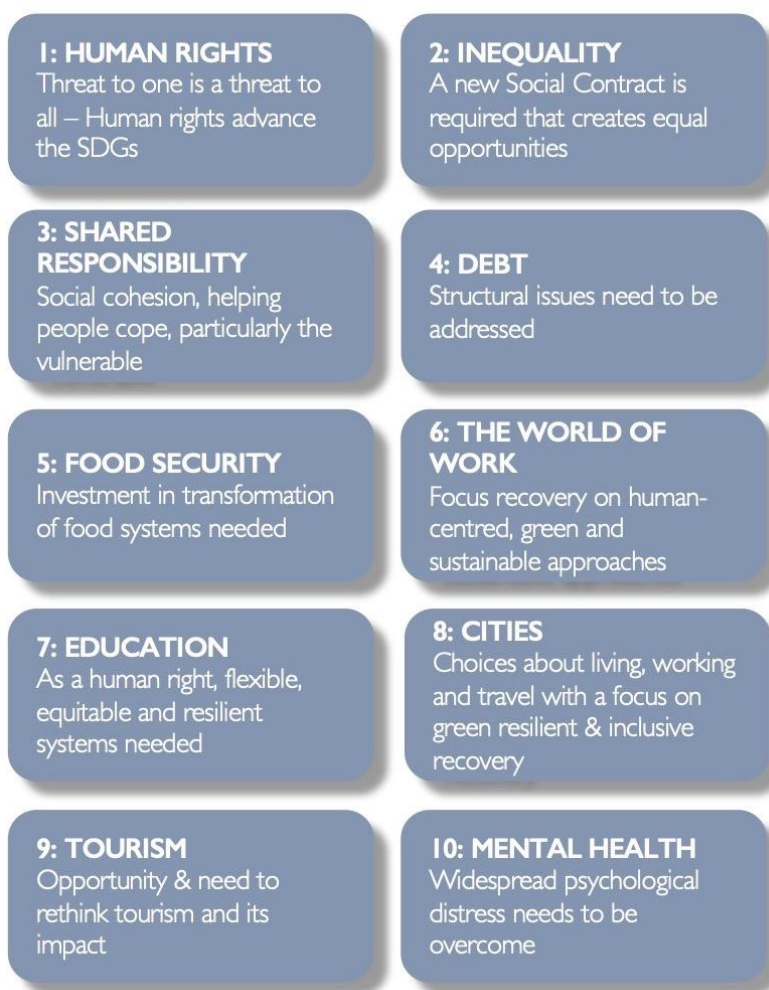 1: HUMAN RIGHTS
Threat to one is a threat to
all – Human rights advance
the SDGs
2: INEQUALITY
A new Social Contract is
required that creates equal
opportunities
3: SHARED
RESPONSIBILITY
Social cohesion, helping
people cope, particularly the
vulnerable
4: DEBT
Structural issues need to be
addressed
5: FOOD SECURITY
Investment in transformation
of food systems needed
6: THE WORLD OF
WORK
Focus recovery on human-
centred, green and
sustainable approaches
7: EDUCATION
As a human right, flexible,
equitable and resilient
systems needed
8: CITIES
Choices about living, working
and travel with a focus on
green resilient & inclusive
recovery
9: TOURISM
Opportunity & need to
rethink tourism and its
impact
10: MENTAL HEALTH
Widespread psychological
distress needs to be
overcome